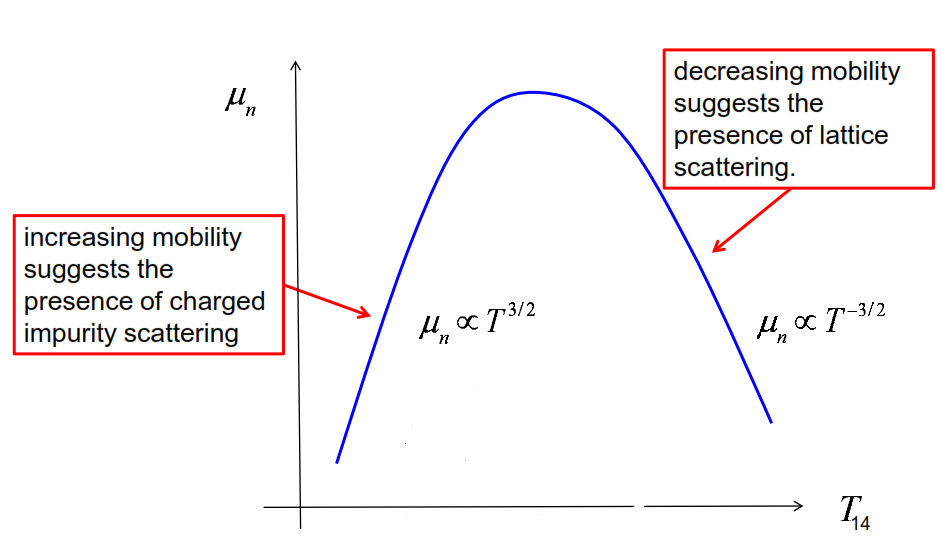 μn
decreasing mobility
suggests the
presence of lattice
scattering.
increasing mobility
suggests the
presence of charged
impurity scattering
μn ∝ T^3/2
μn ∝ T^−3/2
T
14